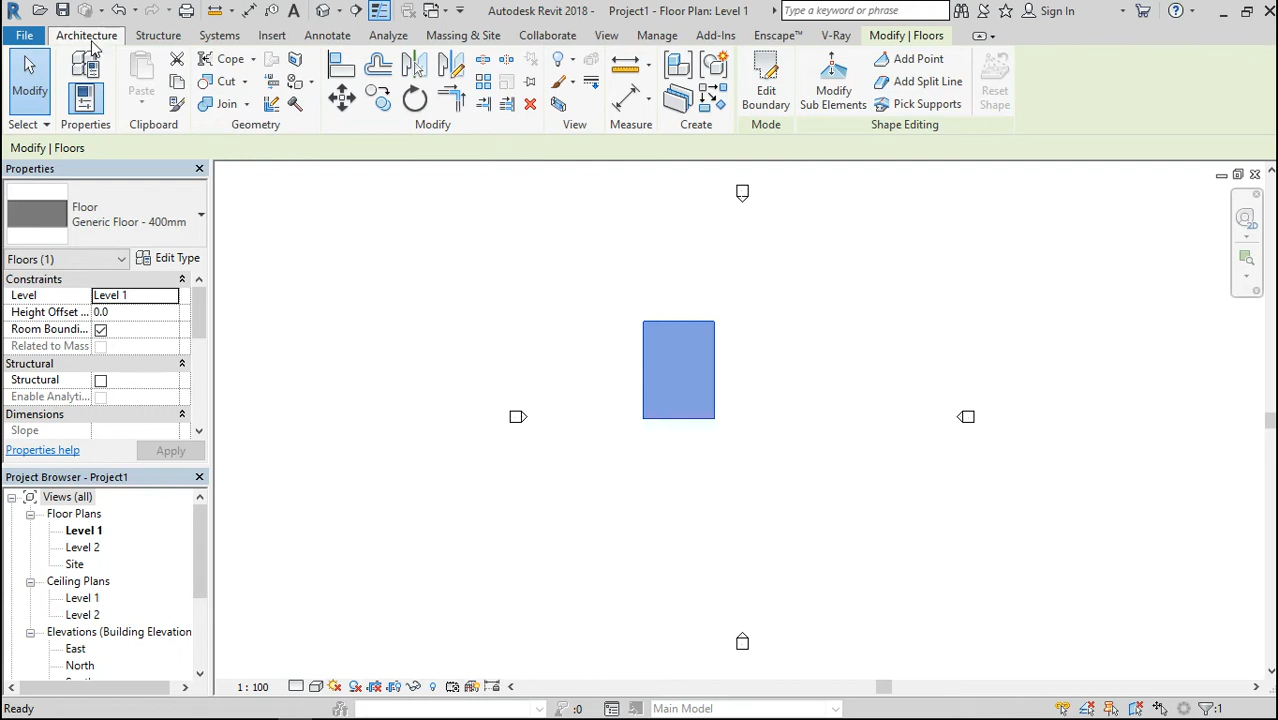 Autodesk Revit 2018 - Project1 - Floor Plan: Level 1
Type a keyword or phrase
Sign In
File
Architecture
Structure
Systems
Insert
Annotate
Analyze
Massing & Site
Collaborate
View
Manage
Add-Ins
Enscape™
V-Ray
Modify | Floors
Modify
Paste
Cope
Cut
Join
Edit
Boundary
Modify
Sub Elements
Add Point
Add Split Line
Pick Supports
Reset
Shape
Select
Properties
Clipboard
Geometry
Modify
View
Measure
Create
Mode
Shape Editing
Modify | Floors
Properties
Floor
Generic Floor - 400mm
Floors (1)
Edit Type
Constraints
Level
Level 1
Height Offset ...
0.0
Room Boundi...
Related to Mass
Structural
Structural
Enable Analyti...
Dimensions
Slope
Properties help
Apply
Project Browser - Project1
Views (all)
Floor Plans
Level 1
Level 2
Site
Ceiling Plans
Level 1
Level 2
Elevations (Building Elevation
East
North
2D
1 : 100
Ready
:0
Main Model
:1